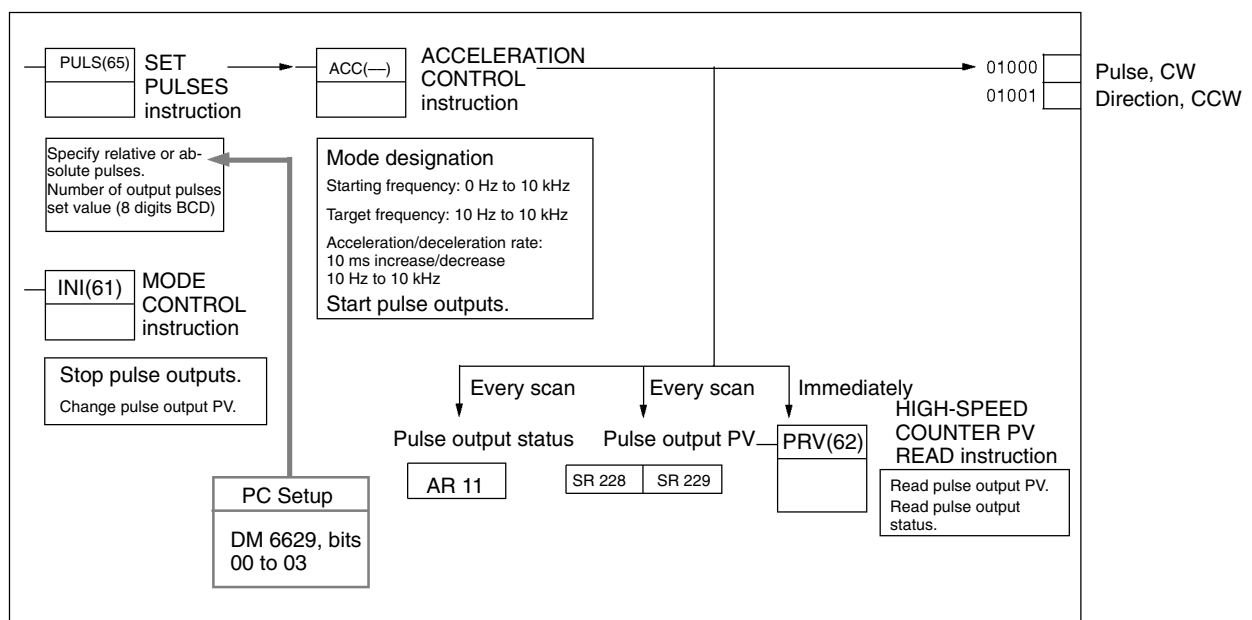 PULS(65)
SET
PULSES
instruction
ACC(—)
ACCELERATION
CONTROL
instruction
01000
Pulse, CW
01001
Direction, CCW
Specify relative or ab-
solute pulses.
Number of output pulses
set value (8 digits BCD)
Mode designation
Starting frequency: 0 Hz to 10 kHz
Target frequency: 10 Hz to 10 kHz
Acceleration/deceleration rate:
10 ms increase/decrease
10 Hz to 10 kHz
Start pulse outputs.
INI(61)
MODE
CONTROL
instruction
Stop pulse outputs.
Change pulse output PV.
Every scan
Every scan
Immediately
Pulse output status
Pulse output PV
PRV(62)
HIGH-SPEED
COUNTER PV
READ instruction
AR 11
SR 228
SR 229
Read pulse output PV.
Read pulse output
status.
PC Setup
DM 6629, bits
00 to 03